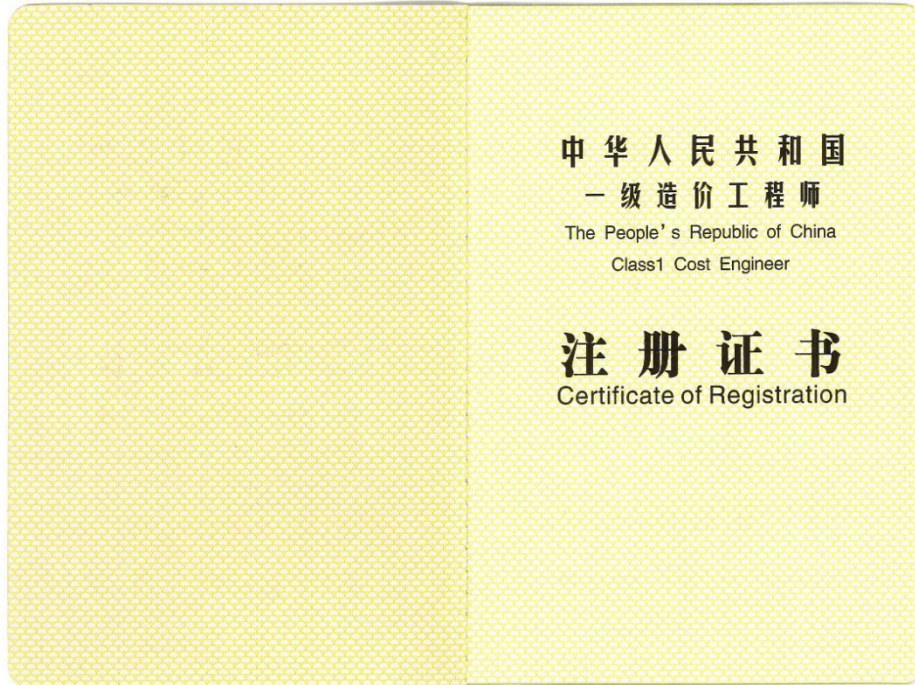 中华人民共和国
一级造价工程师
The People's Republic of China
Class1 Cost Engineer
注册证书
Certificate of Registration